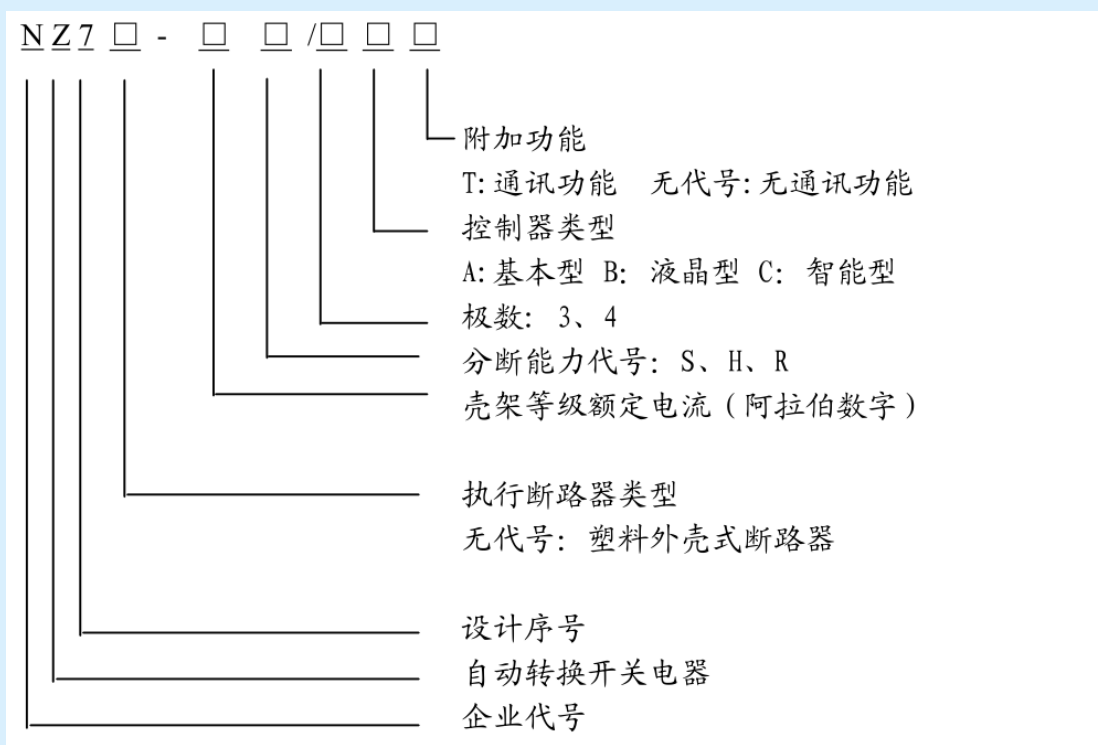 NZ7□-□□/□□□
附加功能
T:通讯功能 无代号:无通讯功能
控制器类型
A:基本型 B: 液晶型 C: 智能型
极数: 3、4
分断能力代号: S、H、R
壳架等级额定电流(阿拉伯数字)
执行断路器类型
无代号: 塑料外壳式断路器
设计序号
自动转换开关电器
企业代号